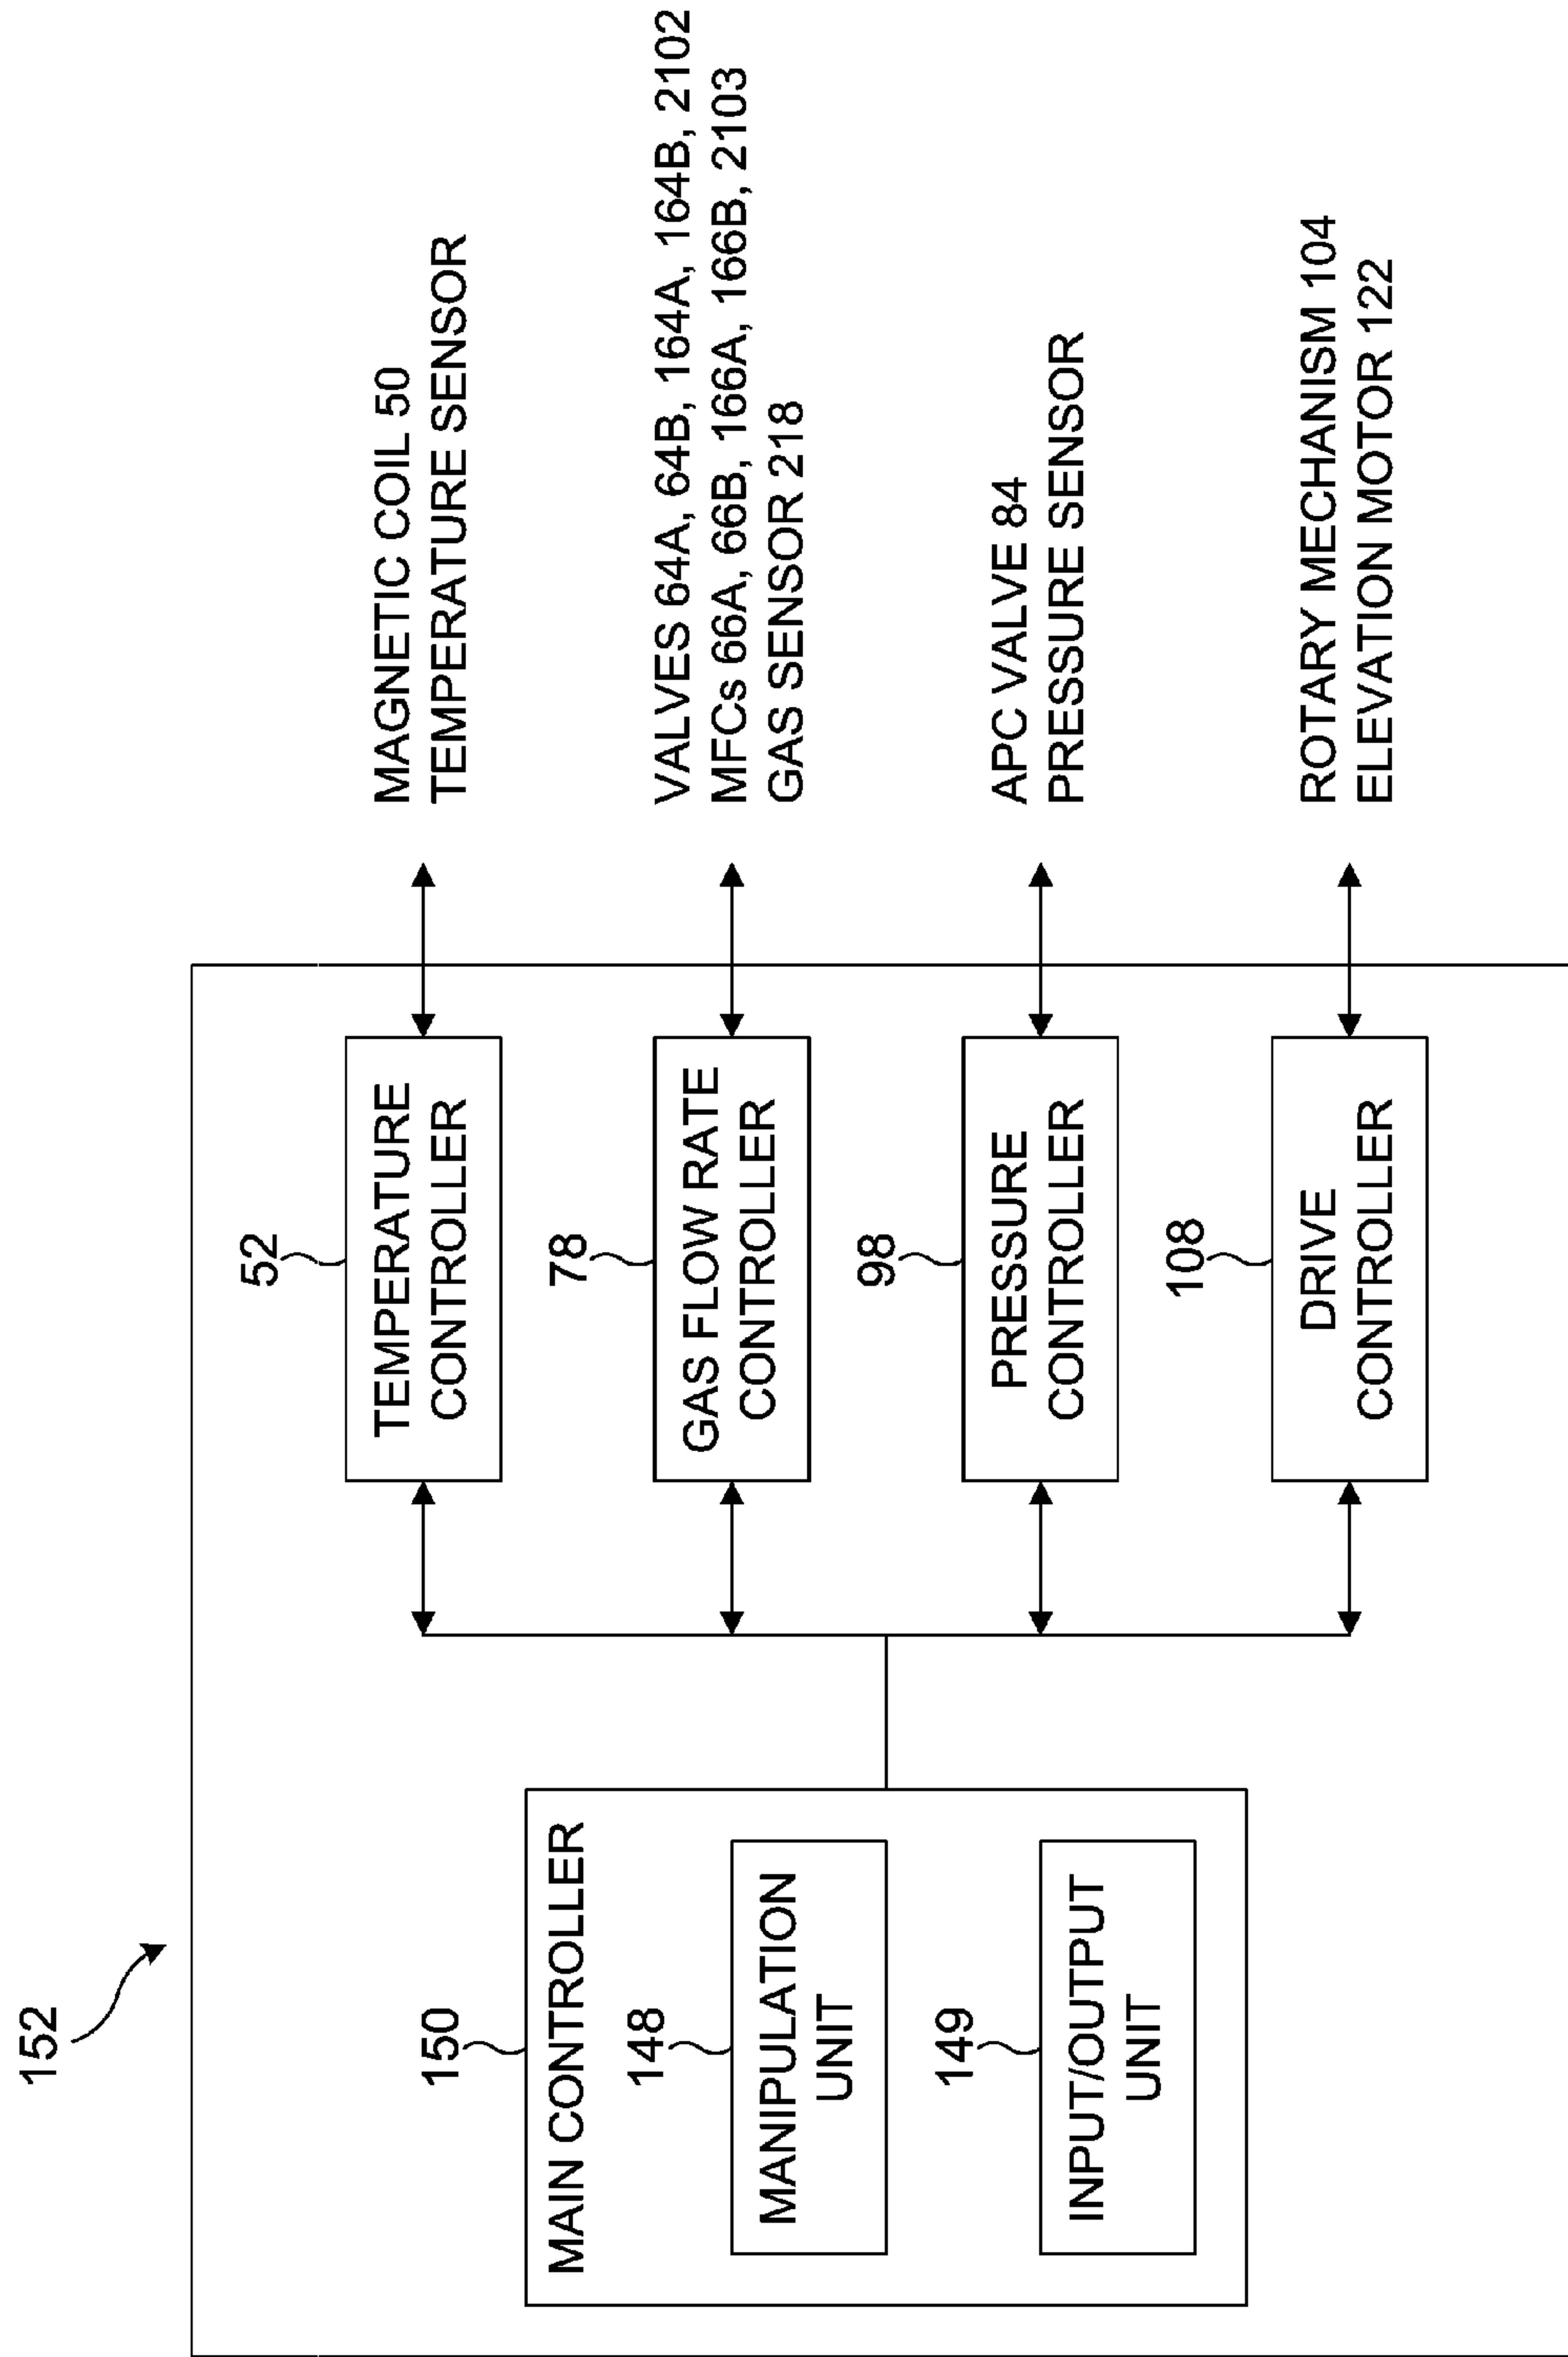 152
150
MAIN CONTROLLER
148
MANIPULATION
UNIT
149
INPUT/OUTPUT
UNIT
52
TEMPERATURE
CONTROLLER
78
GAS FLOW RATE
CONTROLLER
98
PRESSURE
CONTROLLER
108
DRIVE
CONTROLLER
MAGNETIC COIL 50
TEMPERATURE SENSOR
VALVES 64A, 64B, 164A, 164B, 2102
MFCs 66A, 66B, 166A, 166B, 2103
GAS SENSOR 218
APC VALVE 84
PRESSURE SENSOR
ROTARY MECHANISM 104
ELEVATION MOTOR 122